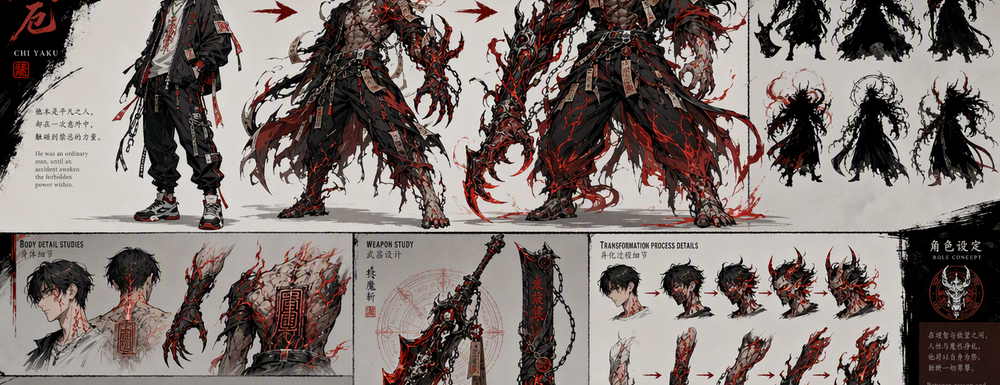 厄
CHI YAKU
他本是平凡之人,
却在一次意外中,
触碰到禁忌的力量。
He was an ordinary
man, until an
accident awaken
the forbidden
power within.
BODY DETAIL STUDIES
身体细节
WEAPON STUDY
武器设计
魔斩
TRANSFORMATION PROCESS DETAILS
异化过程细节
角色设定
ROLE CONCEPT
在理智与欲望之间,
人性与魔性挣扎,
他将以自身为祭,
斩断一切罪孽。